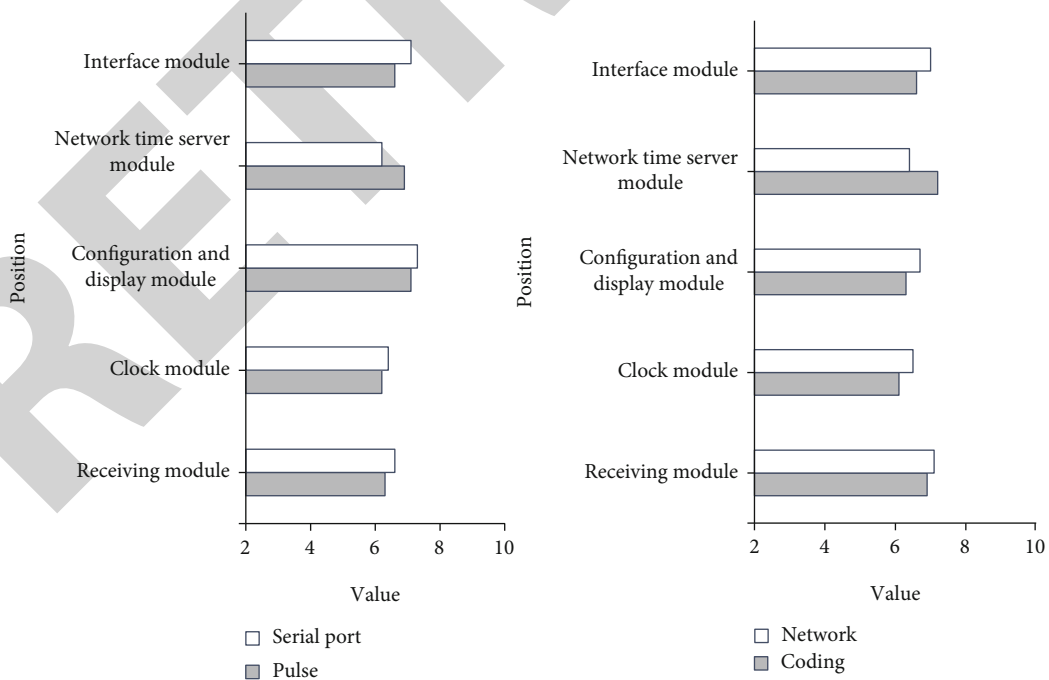 Position
Interface module
Network time server
module
Configuration and
display module
Clock module
Receiving module
2 4 6 8 10
Value
Serial port
Pulse
Position
Interface module
Network time server
module
Configuration and
display module
Clock module
Receiving module
2 4 6 8 10
Value
Network
Coding
RETR